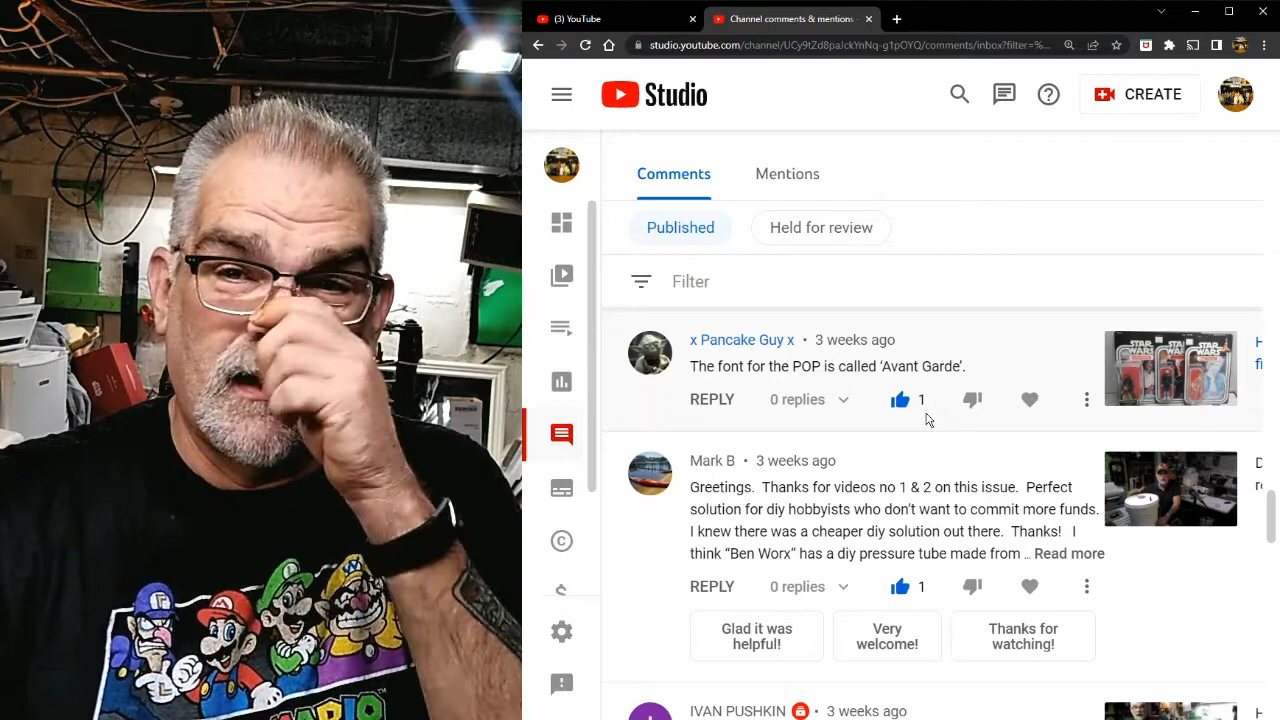 (3) YouTube
Channel comments & mentions
studio.youtube.com/channel/UCy9tZd8paJckYnNq-g1pOYQ/comments/inbox?filter=%...
Studio
CREATE
Comments
Mentions
Published
Held for review
Filter
x Pancake Guy x • 3 weeks ago
The font for the POP is called ‘Avant Garde’.
REPLY 0 replies 1
Mark B • 3 weeks ago
Greetings. Thanks for videos no 1 & 2 on this issue. Perfect
solution for diy hobbyists who don’t want to commit more funds.
I knew there was a cheaper diy solution out there. Thanks! I
think “Ben Worx” has a diy pressure tube made from ... Read more
REPLY 0 replies 1
Glad it was
helpful!
Very
welcome!
Thanks for
watching!
IVAN PUSHKIN • 3 weeks ago
STAR WARS
STAR WARS
STAR WARS
MARIO